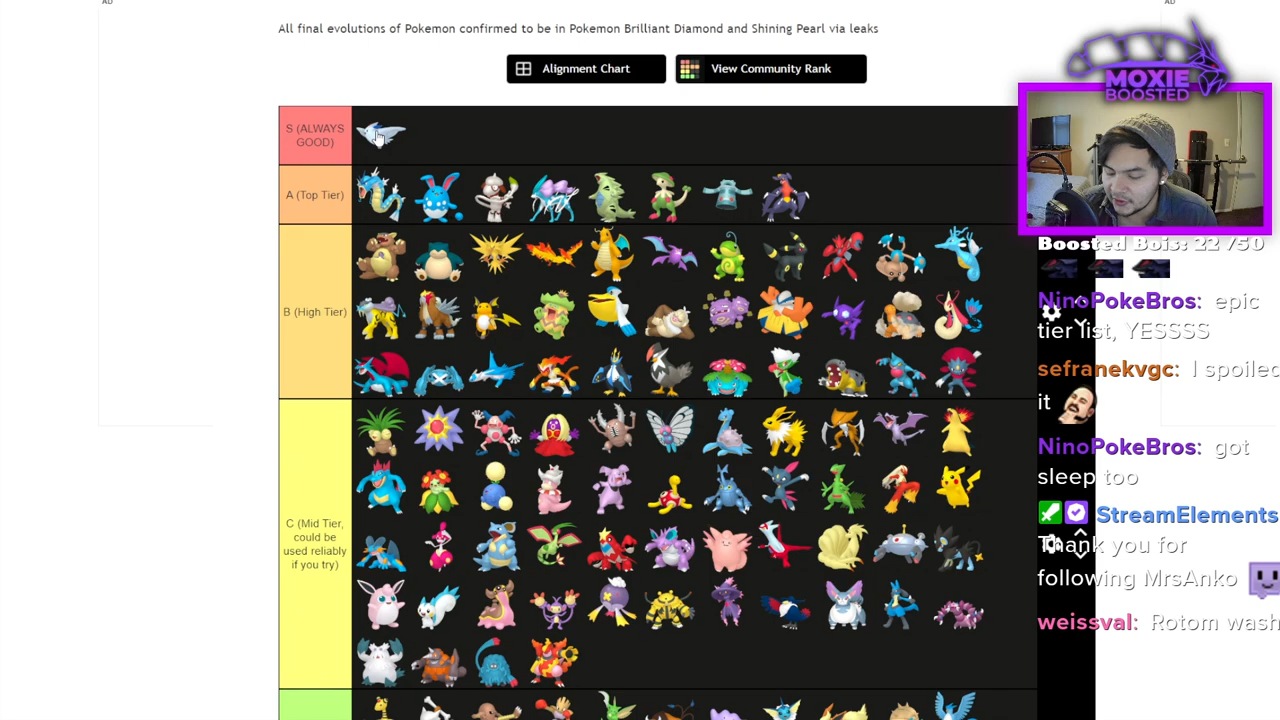 AD
AD
All final evolutions of Pokemon confirmed to be in Pokemon Brilliant Diamond and Shining Pearl via leaks
Alignment Chart
View Community Rank
MOXIE
BOOSTED
S (ALWAYS
GOOD)
A (Top Tier)
B (High Tier)
C (Mid Tier,
could be
used reliably
if you try)
Boosted Bois: 22 /50
NinoPokeBros: epic
tier list, YESSSS
sefranekvgc: I spoiled
it
NinoPokeBros: got
sleep too
StreamElements
Thank you for
following MrsAnko
weissval: Rotom wash